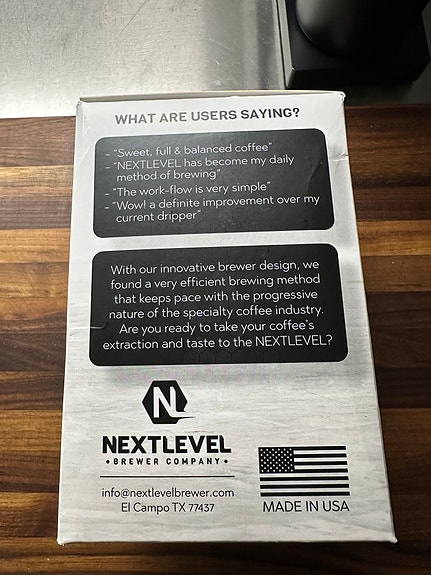 WHAT ARE USERS SAYING?
- "Sweet, full & balanced coffee"
- "NEXTLEVEL has become my daily
method of brewing"
- "The work-flow is very simple"
- "Wow! a definite improvement over my
current dripper"
With our innovative brewer design, we
found a very efficient brewing method
that keeps pace with the progressive
nature of the specialty coffee industry.
Are you ready to take your coffee's
extraction and taste to the NEXTLEVEL?
N
NEXTLEVEL
• BREWER COMPANY •
info@nextlevelbrewer.com
El Campo TX 77437
MADE IN USA